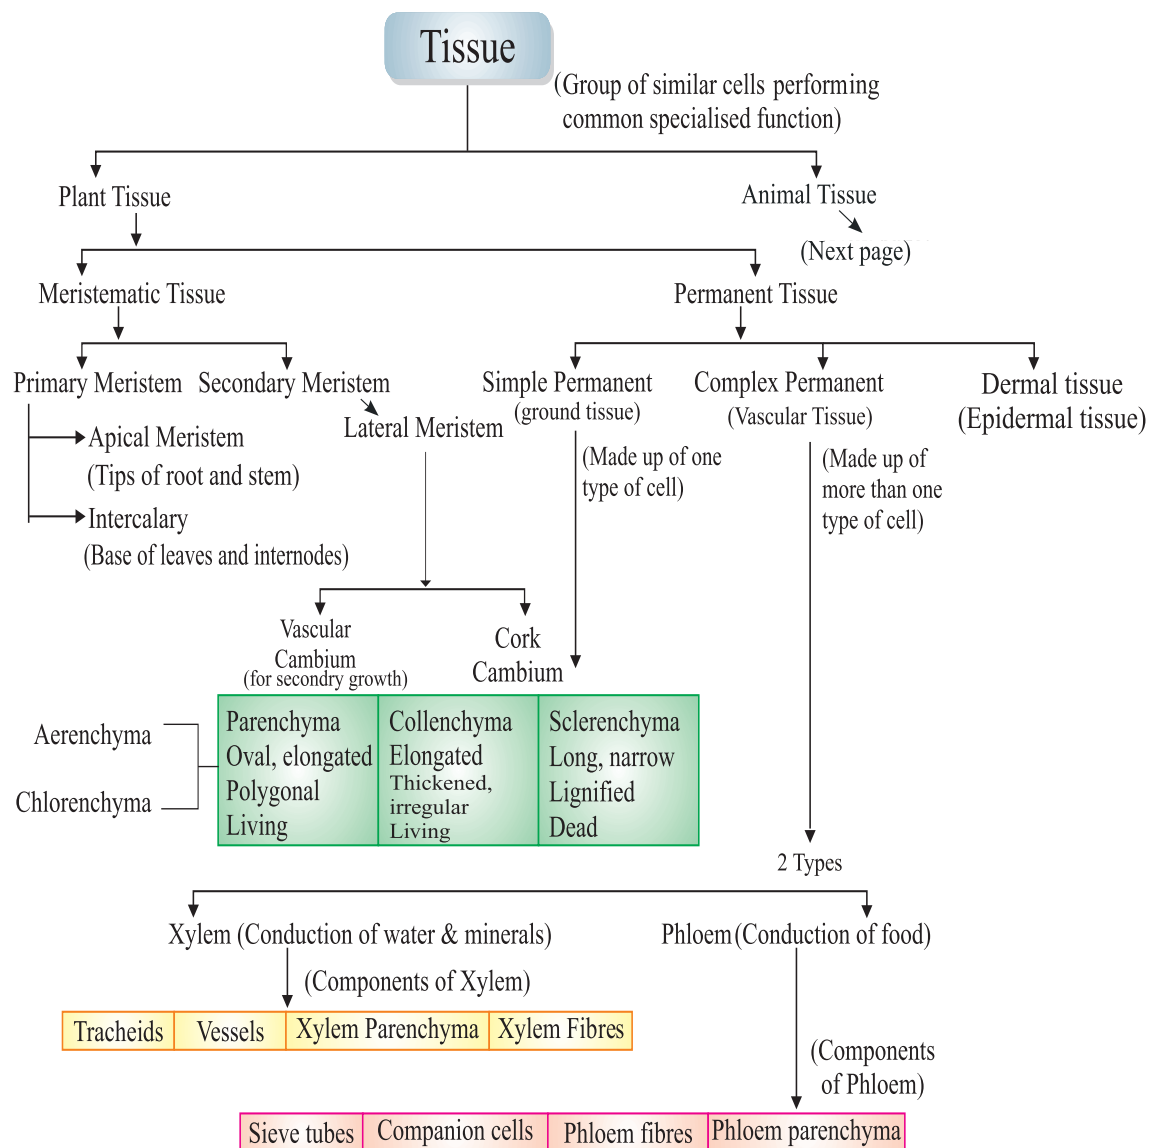 Tissue
(Group of similar cells performing
common specialised function)
Plant Tissue
Animal Tissue
(Next page)
Meristematic Tissue
Permanent Tissue
Primary Meristem
Secondary Meristem
Lateral Meristem
Simple Permanent
(ground tissue)
Complex Permanent
(Vascular Tissue)
Dermal tissue
(Epidermal tissue)
Apical Meristem
(Tips of root and stem)
Intercalary
(Base of leaves and internodes)
(Made up of one
type of cell)
(Made up of
more than one
type of cell)
Vascular
Cambium
(for secondry growth)
Cork
Cambium
Aerenchyma
Chlorenchyma
Parenchyma
Oval, elongated
Polygonal
Living
Collenchyma
Elongated
Thickened,
irregular
Living
Sclerenchyma
Long, narrow
Lignified
Dead
2 Types
Xylem (Conduction of water & minerals)
Phloem (Conduction of food)
(Components of Xylem)
Tracheids
Vessels
Xylem Parenchyma
Xylem Fibres
(Components
of Phloem)
Sieve tubes
Companion cells
Phloem fibres
Phloem parenchyma